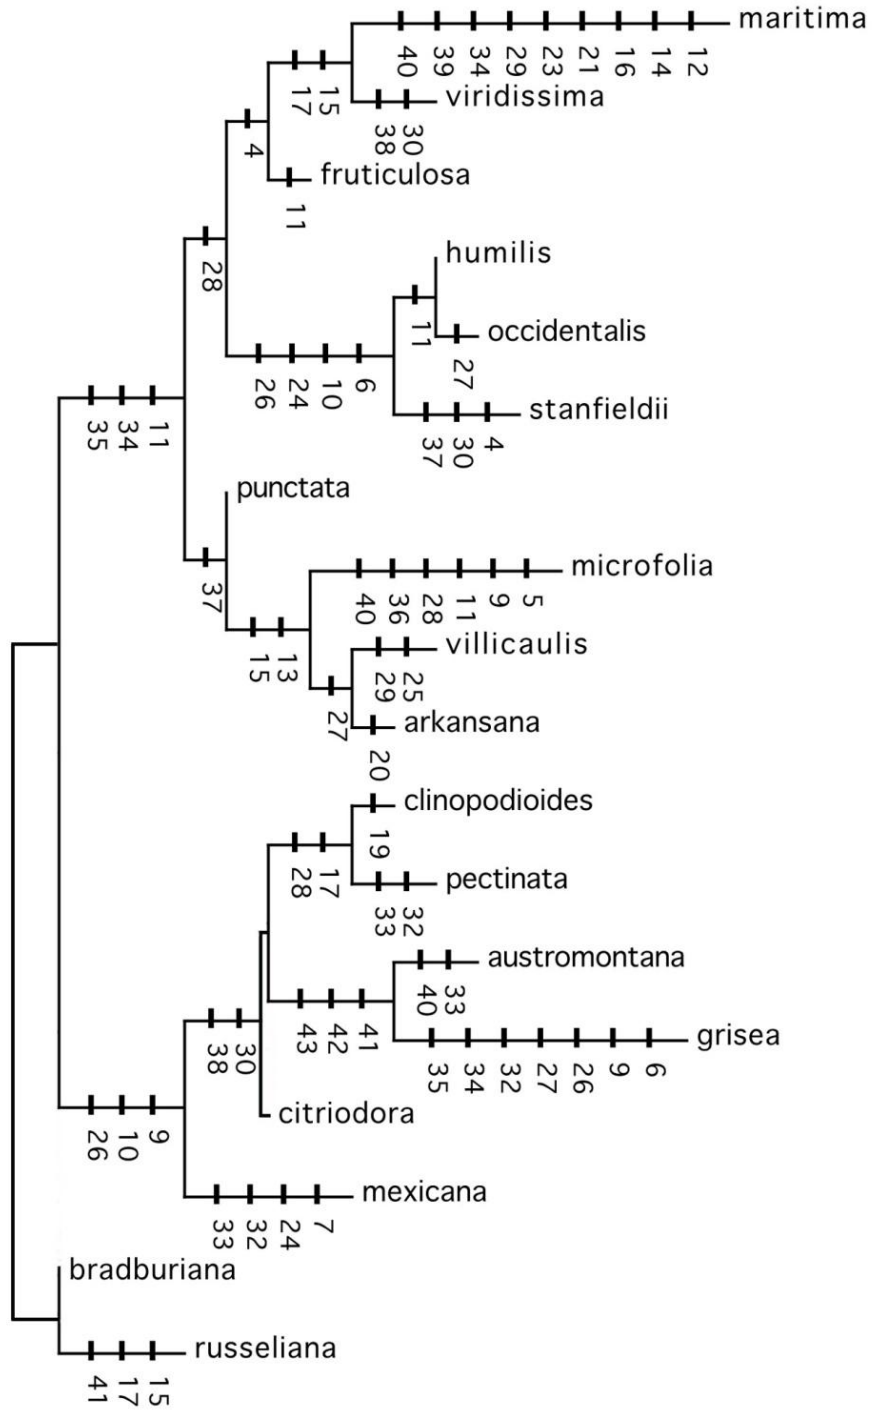 maritima
40 39 34 29 23 21 16 14 12
17 15
viridissima
38 30
4
fruticulosa
11
28
humilis
11
occidentalis
27
26 24 10 6
stanfieldii
37 30 4
35 34 11
punctata
37
microfolia
40 36 28 11 9 5
15 13
villicaulis
29 25
27
arkansana
20
clinopodioides
19
28 17
pectinata
33 32
austromontana
40 33
43 42 41
grisea
35 34 32 27 26 9 6
38 30
citriodora
26 10 9
mexicana
33 32 24 7
bradburiana
russeliana
41 17 15